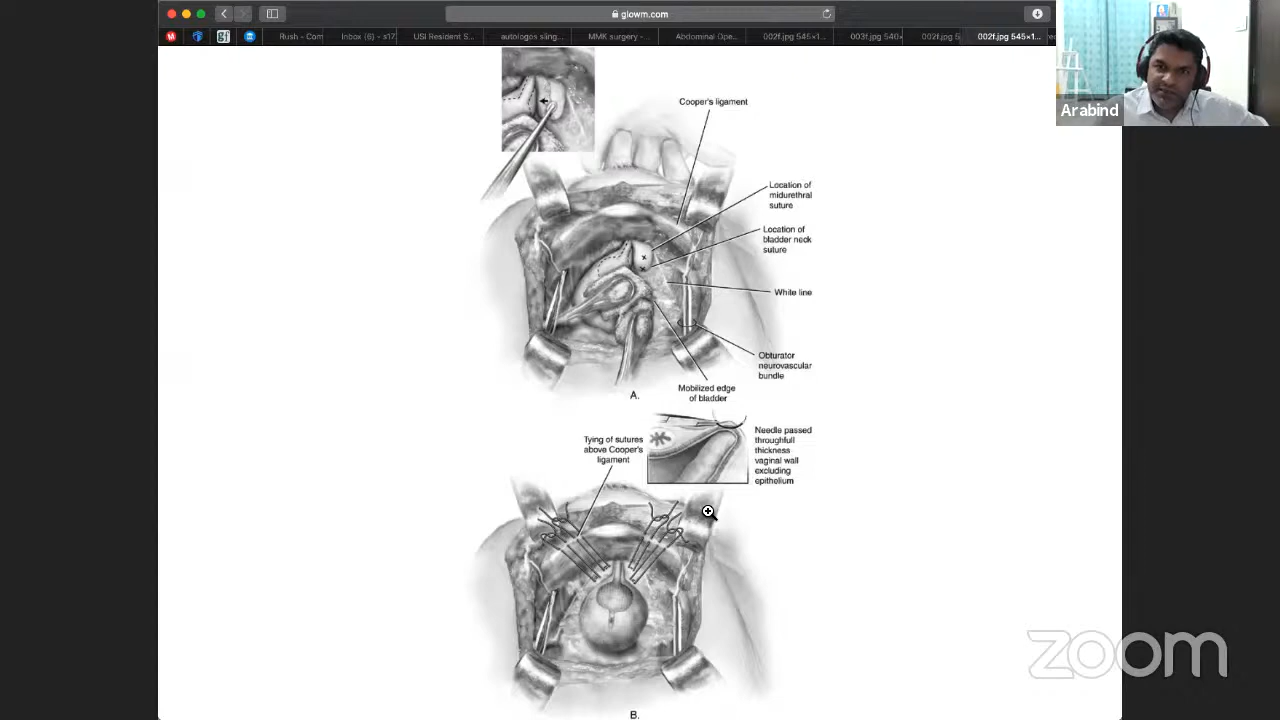 glowm.com
Rush - Com
Inbox (6) - s17
USI Resident S...
autologos sling...
MMK surgery -...
Abdominal Ope...
002f.jpg 545×1...
003f.jpg 540×
002f.jpg 5
002f.jpg 545×1...
Arabind
Cooper's ligament
Location of
midurethral
suture
Location of
bladder neck
suture
White line
Obturator
neurovascular
bundle
Mobilized edge
of bladder
A.
Tying of sutures
above Cooper's
ligament
Needle passed
throughfull
thickness
vaginal wall
excluding
epithelium
zoom
B.